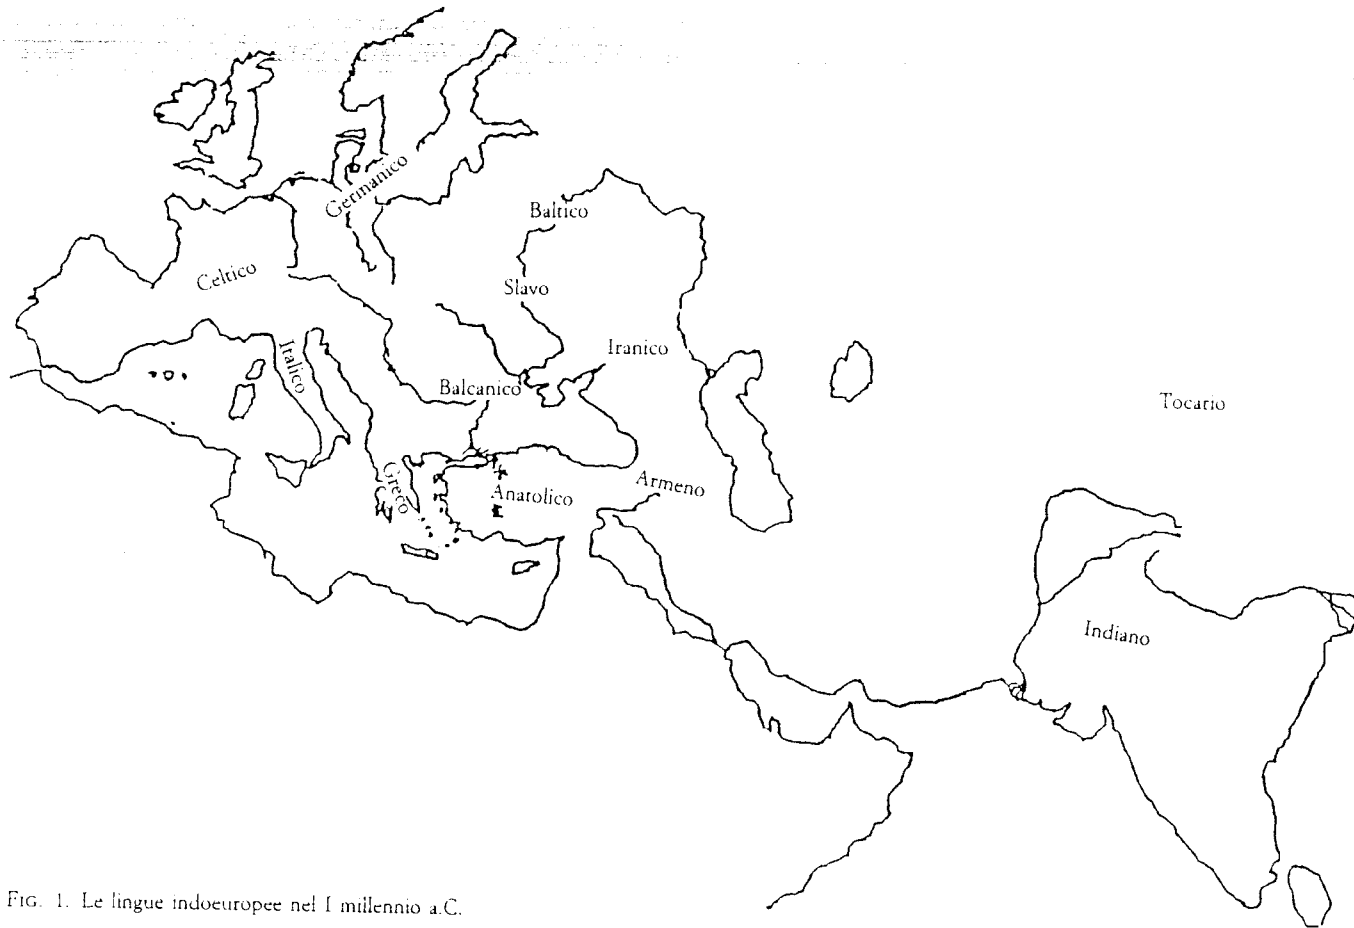 Germanico
Baltico
Celtico
Slavo
Italico
Iranico
Balcanico
Tocario
Greco
Anatolico
Armeno
Indiano
FIG. 1. Le lingue indoeuropee nel I millennio a.C.